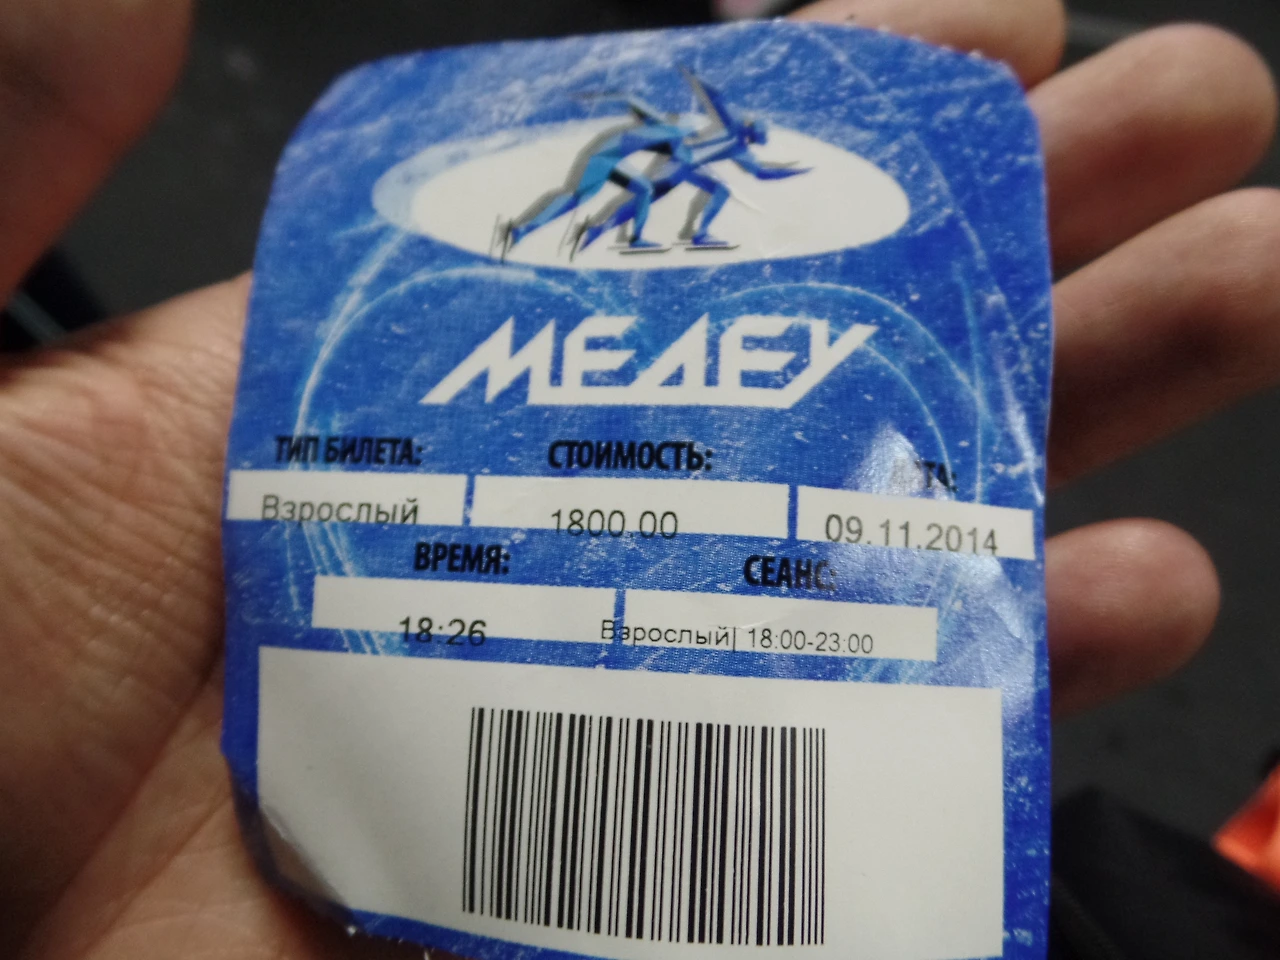 МЕДЕУ
ТИП БИЛЕТА: СТОИМОСТЬ: ДАТА:
Взрослый 1800.00 09.11.2014
ВРЕМЯ: СЕАНС:
18:26 Взрослый| 18:00-23:00